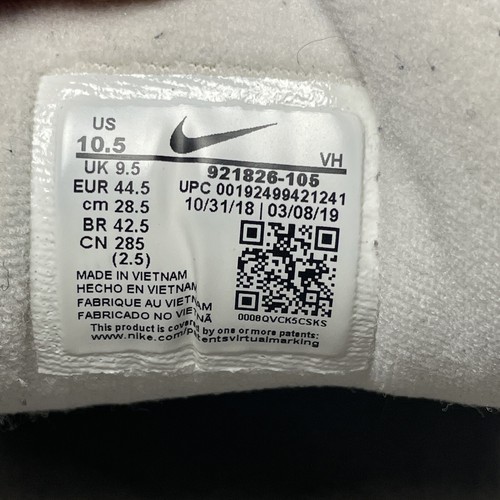 US
10.5
VH
UK 9.5
921826-105
EUR 44.5
UPC 00192499421241
cm 28.5
10/31/18 | 03/08/19
BR 42.5
CN 285
(2.5)
MADE IN VIETNAM
HECHO EN VIETNAM
FABRIQUE AU VIETNAM
FABRICADO NO VIETNÃ
0008QVCK5CSKS
This product is covered by one or more patents:
www.nike.com/patentsvirtualmarking